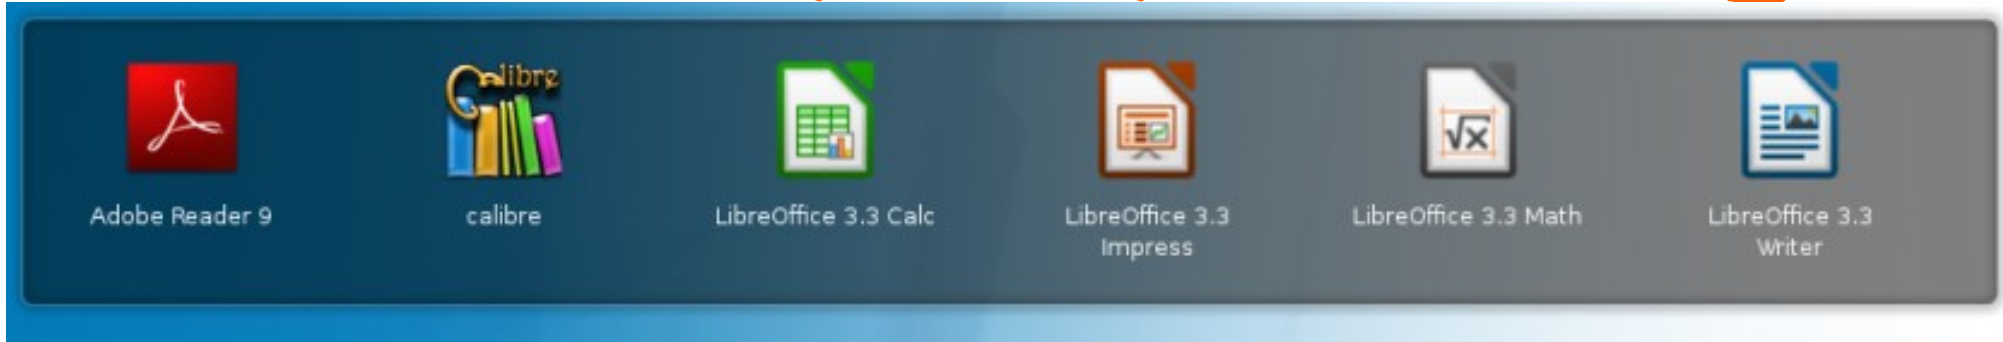 Calibre
Adobe Reader 9
calibre
LibreOffice 3.3 Calc
LibreOffice 3.3
Impress
LibreOffice 3.3 Math
LibreOffice 3.3
Writer
√x